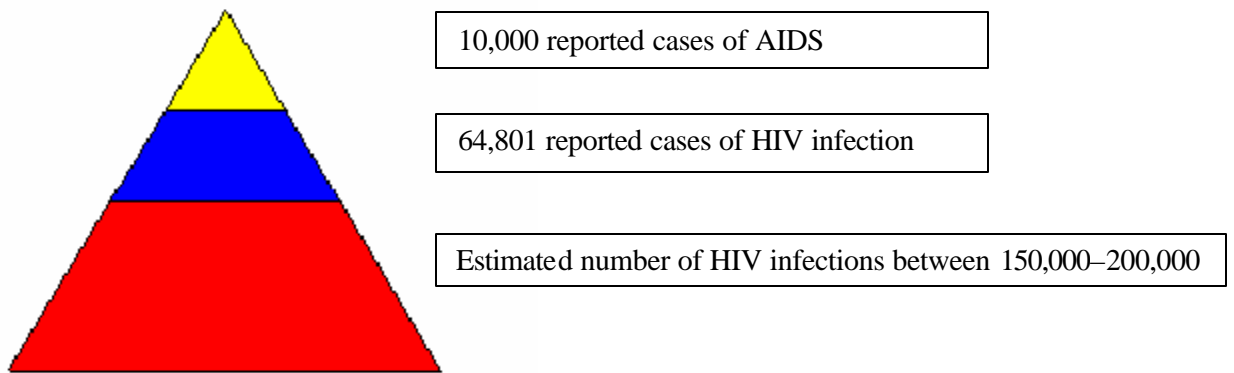 10,000 reported cases of AIDS
64,801 reported cases of HIV infection
Estimated number of HIV infections between 150,000–200,000